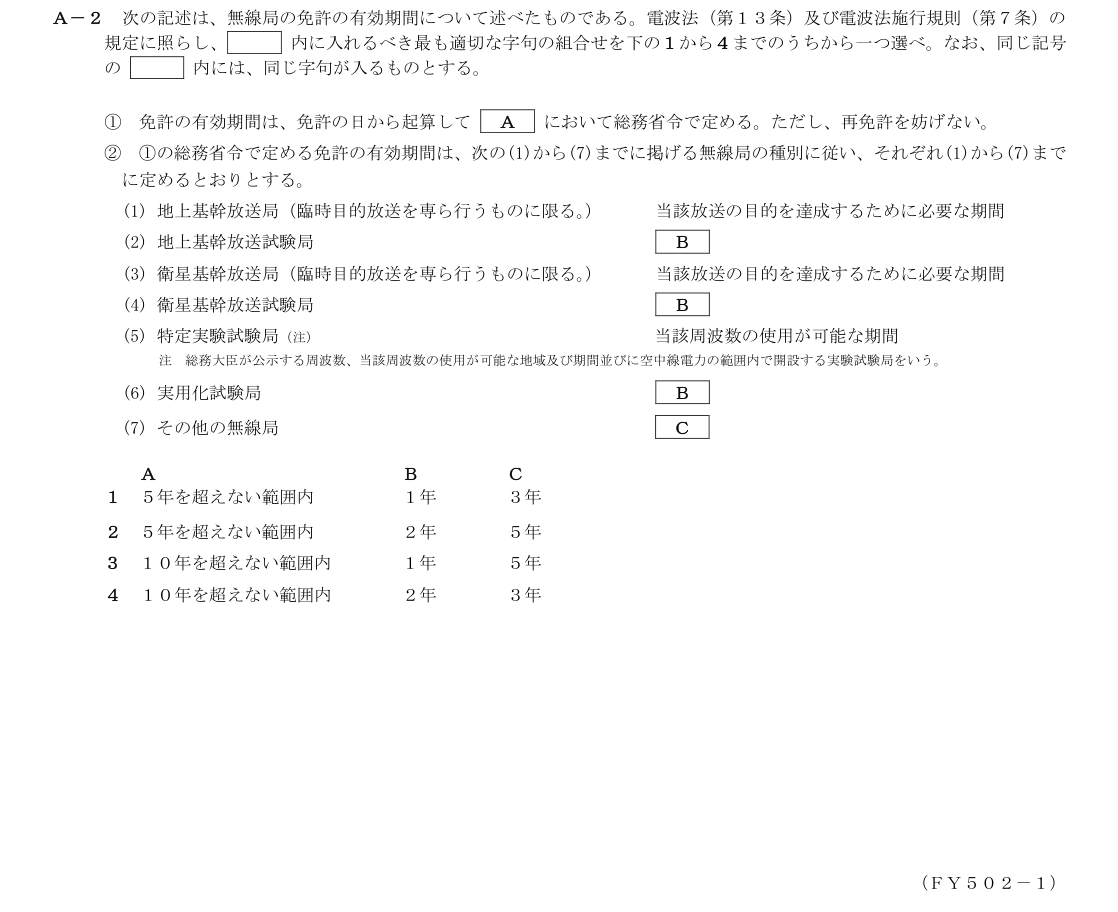 A－2　次の記述は、無線局の免許の有効期間について述べたものである。電波法（第１３条）及び電波法施行規則（第７条）の
規定に照らし、　　　内に入れるべき最も適切な字句の組合せを下の1から4までのうちから一つ選べ。なお、同じ記号
の　　　内には、同じ字句が入るものとする。
①　免許の有効期間は、免許の日から起算して A において総務省令で定める。ただし、再免許を妨げない。
②　①の総務省令で定める免許の有効期間は、次の(1)から(7)までに掲げる無線局の種別に従い、それぞれ(1)から(7)まで
に定めるとおりとする。
(1) 地上基幹放送局（臨時目的放送を専ら行うものに限る。）　当該放送の目的を達成するために必要な期間
(2) 地上基幹放送試験局　B
(3) 衛星基幹放送局（臨時目的放送を専ら行うものに限る。）　当該放送の目的を達成するために必要な期間
(4) 衛星基幹放送試験局　B
(5) 特定実験試験局（注）　当該周波数の使用が可能な期間
注　総務大臣が公示する周波数、当該周波数の使用が可能な地域及び期間並びに空中線電力の範囲内で開設する実験試験局をいう。
(6) 実用化試験局　B
(7) その他の無線局　C
A　B　C
1　５年を超えない範囲内　１年　３年
2　５年を超えない範囲内　２年　５年
3　１０年を超えない範囲内　１年　５年
4　１０年を超えない範囲内　２年　３年
（ＦＹ５０２－１）